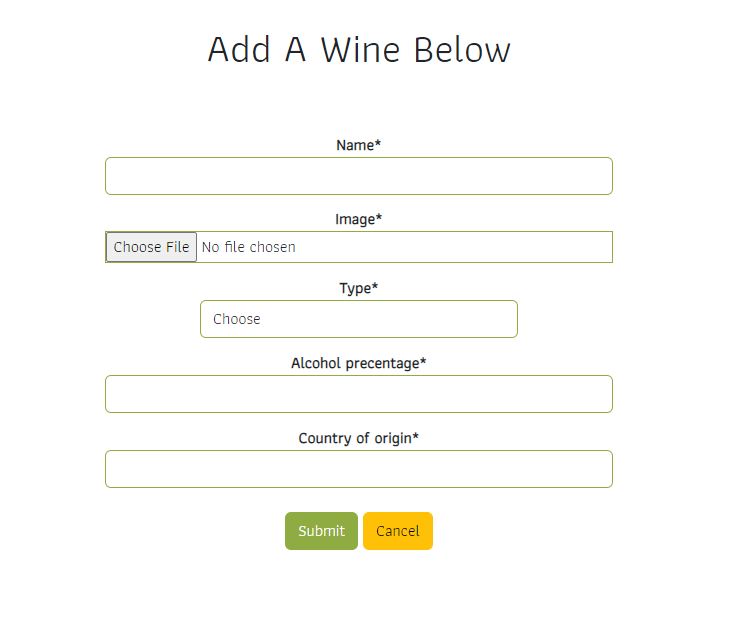 Add A Wine Below
Name*
Image*
Choose File No file chosen
Type*
Choose
Alcohol precentage*
Country of origin*
Submit Cancel